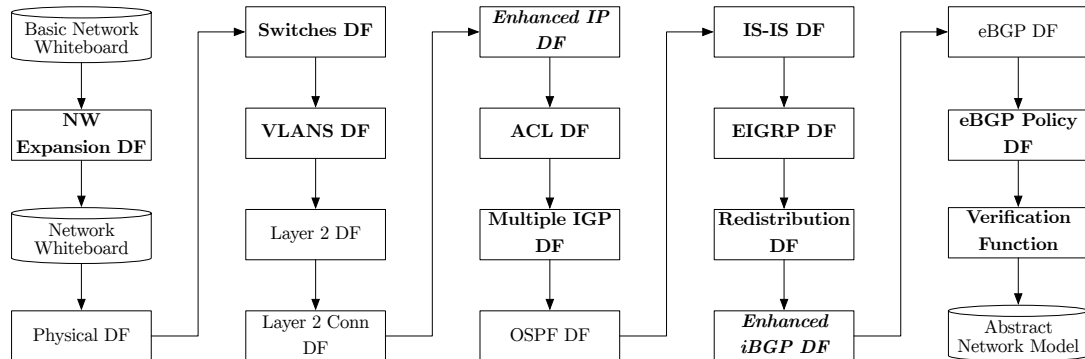 Basic Network
Whiteboard
NW
Expansion DF
Network
Whiteboard
Physical DF
Switches DF
VLANS DF
Layer 2 DF
Layer 2 Conn
DF
Enhanced IP
DF
ACL DF
Multiple IGP
DF
OSPF DF
IS-IS DF
EIGRP DF
Redistribution
DF
Enhanced
iBGP DF
eBGP DF
eBGP Policy
DF
Verification
Function
Abstract
Network Model